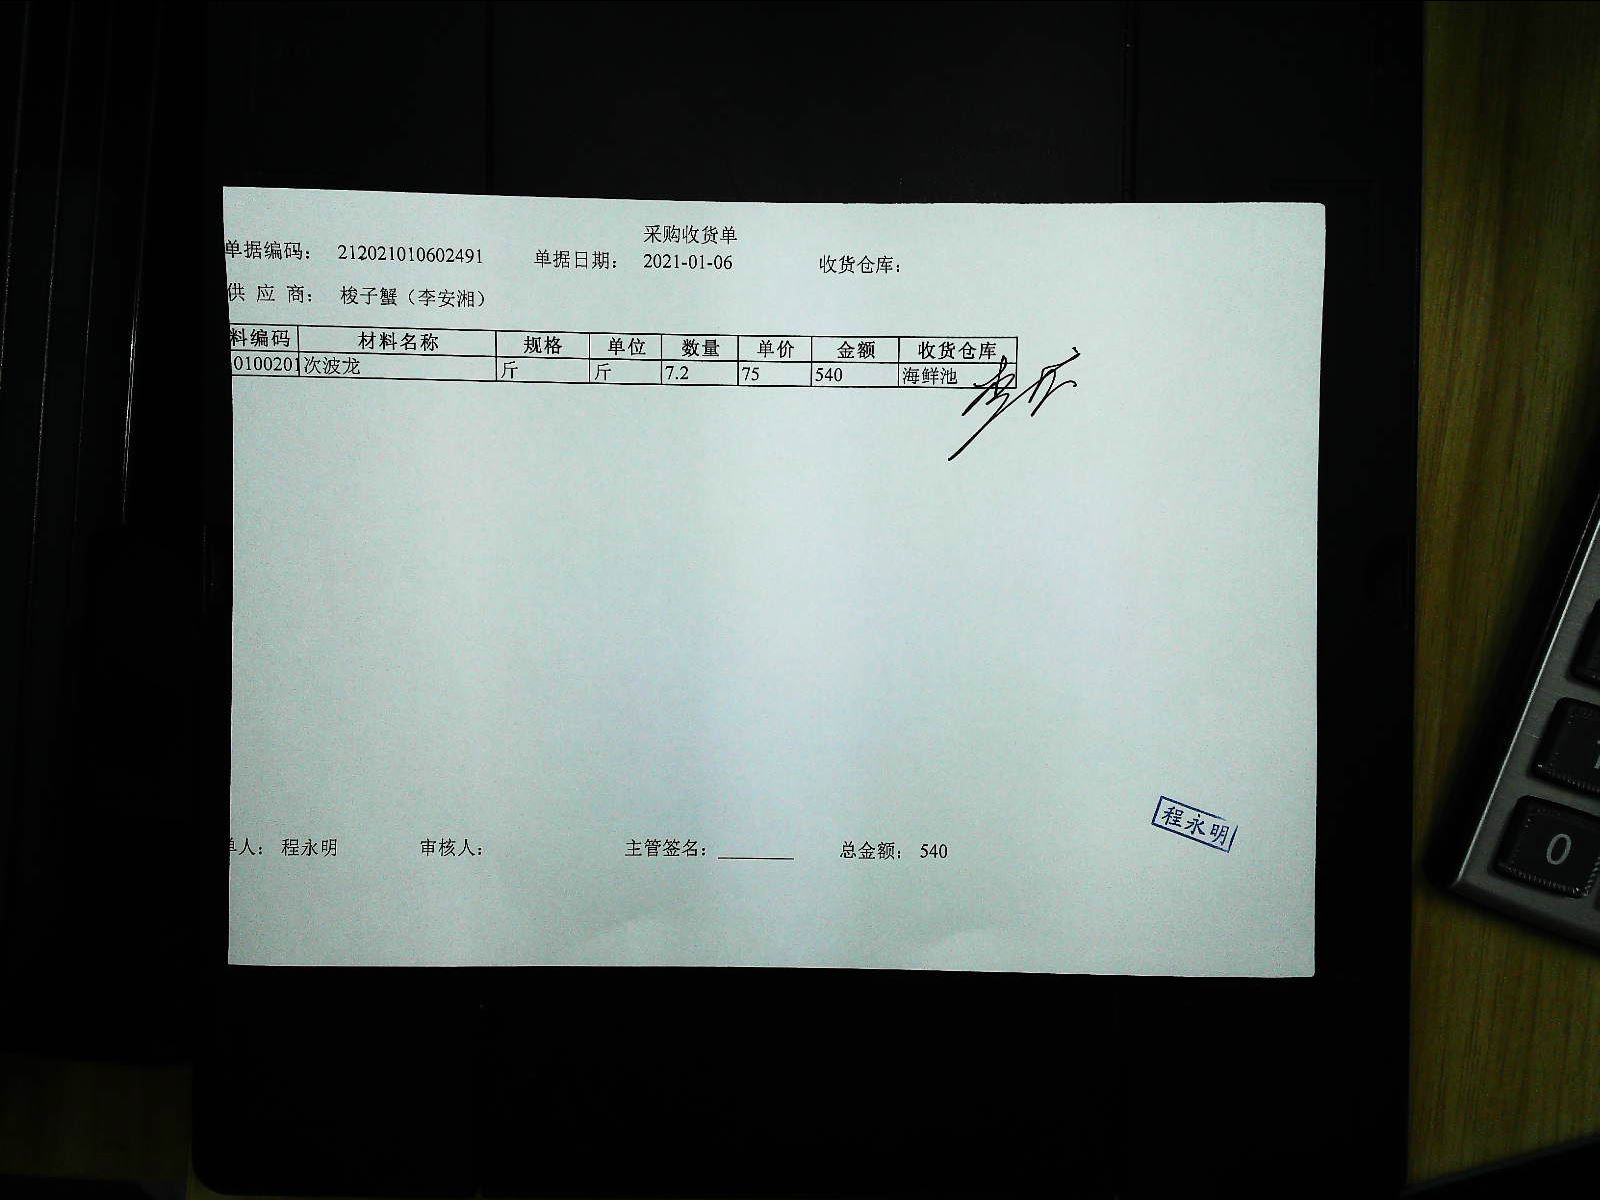 采购收货单
单据编码： 212021010602491 单据日期： 2021-01-06 收货仓库：
供 应 商： 梭子蟹（李安湘）
料编码 材料名称 规格 单位 数量 单价 金额 收货仓库
0100201 次波龙 斤 斤 7.2 75 540 海鲜池
单人： 程永明 审核人： 主管签名：________ 总金额： 540
程永明
0